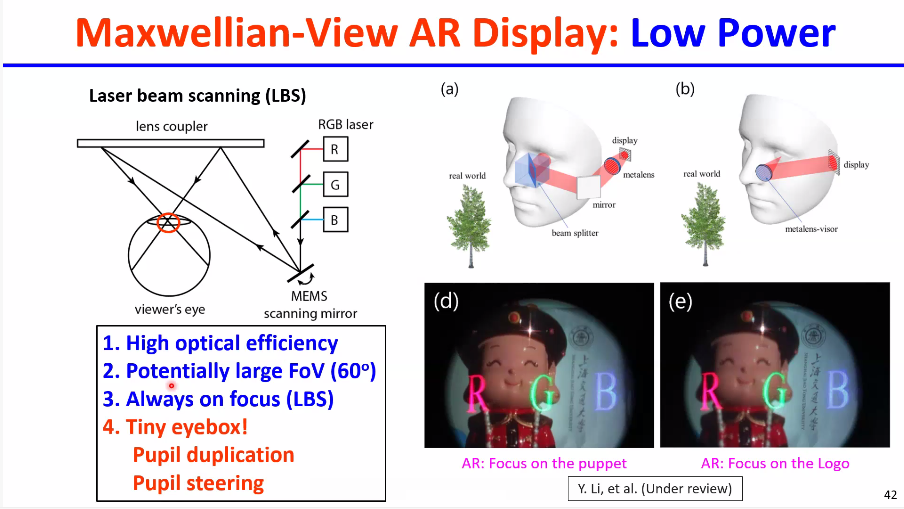 Maxwellian-View AR Display: Low Power
Laser beam scanning (LBS)
lens coupler
RGB laser
R
G
B
MEMS
scanning mirror
viewer's eye
1. High optical efficiency
2. Potentially large FoV (60°)
3. Always on focus (LBS)
4. Tiny eyebox!
Pupil duplication
Pupil steering
(a)
real world
display
metalens
mirror
beam splitter
(b)
real world
display
metalens-visor
(d)
R G B
(e)
R G B
AR: Focus on the puppet
AR: Focus on the Logo
Y. Li, et al. (Under review)
42